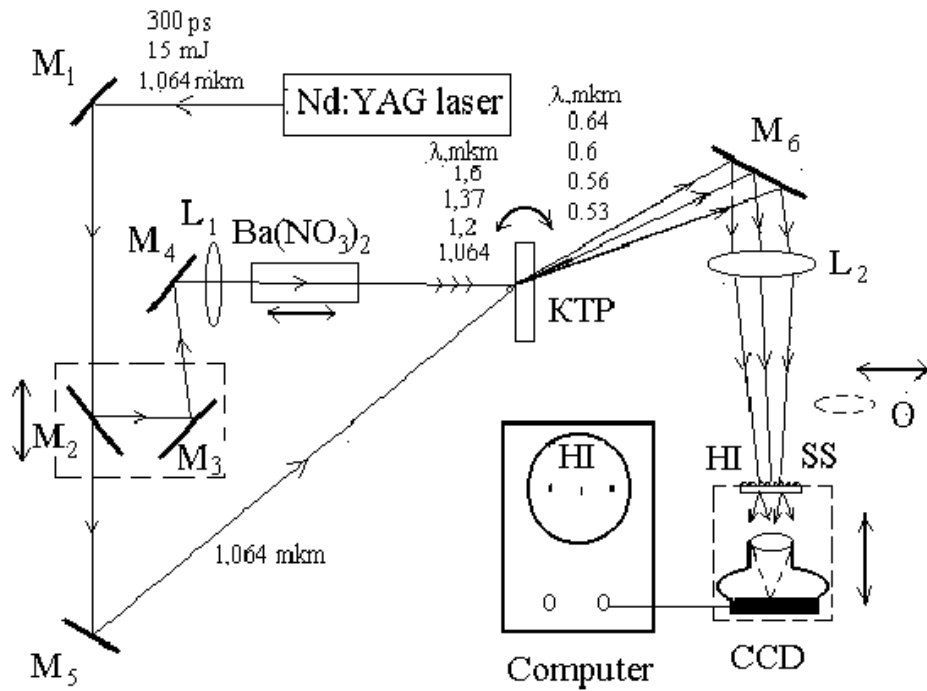 300 ps
15 mJ
1,064 mkm
M1
Nd:YAG laser
λ,mkm
0.64
0.6
0.56
0.53
M6
λ,mkm
1,6
1,37
1,2
1,064
L1
M4
Ba(NO3)2
KTP
L2
M2
M3
O
HI
HI
SS
1,064 mkm
O O
M5
Computer
CCD